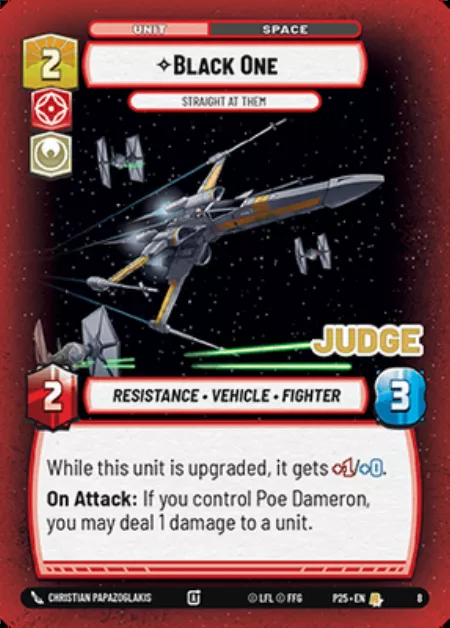 UNIT SPACE
2
✧BLACK ONE
STRAIGHT AT THEM
JUDGE
2 RESISTANCE • VEHICLE • FIGHTER 3
While this unit is upgraded, it gets +1/+0.
On Attack: If you control Poe Dameron,
you may deal 1 damage to a unit.
CHRISTIAN PAPAZOGLAKIS © LFL © FFG P25 • EN 8